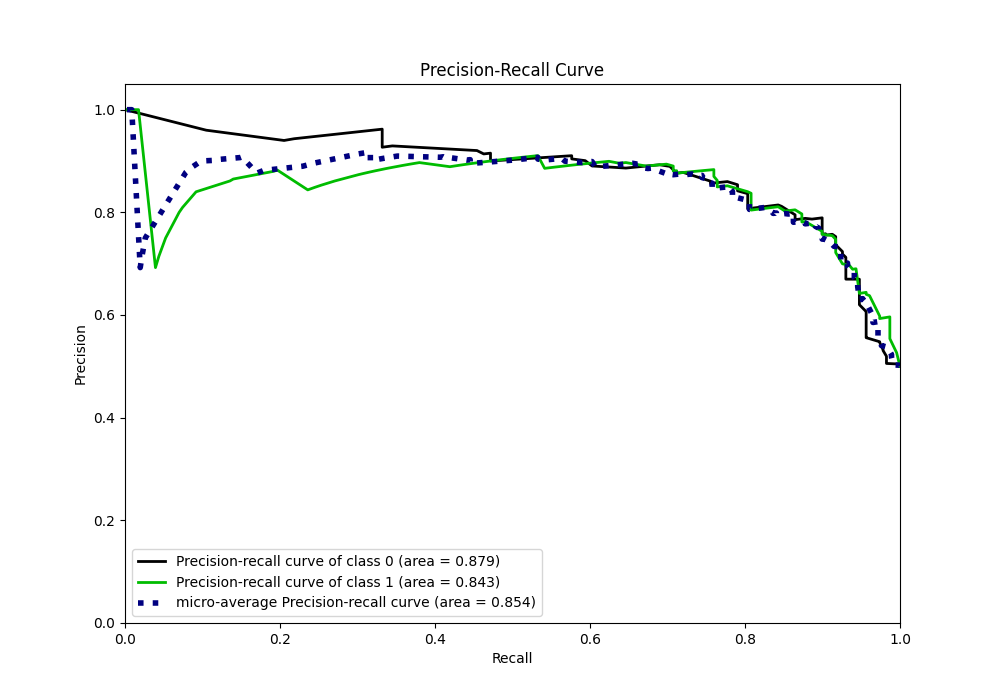 Precision-Recall Curve
1.0
0.8
0.6
0.4
0.2
0.0
Precision
Precision-recall curve of class 0 (area = 0.879)
Precision-recall curve of class 1 (area = 0.843)
micro-average Precision-recall curve (area = 0.854)
0.0 0.2 0.4 0.6 0.8 1.0
Recall